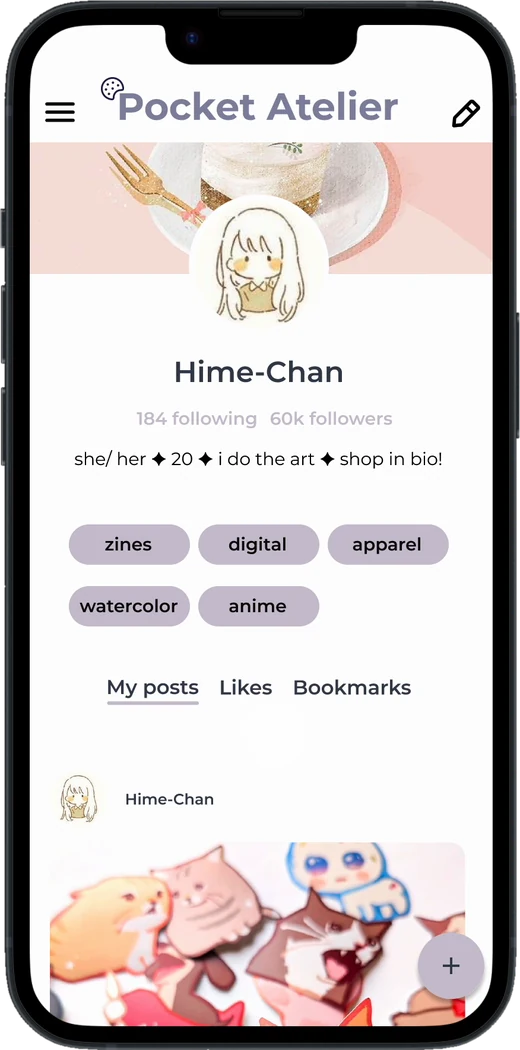 Pocket Atelier
Hime-Chan
184 following 60k followers
she/ her ✦ 20 ✦ i do the art ✦ shop in bio!
zines digital apparel
watercolor anime
My posts Likes Bookmarks
Hime-Chan
+